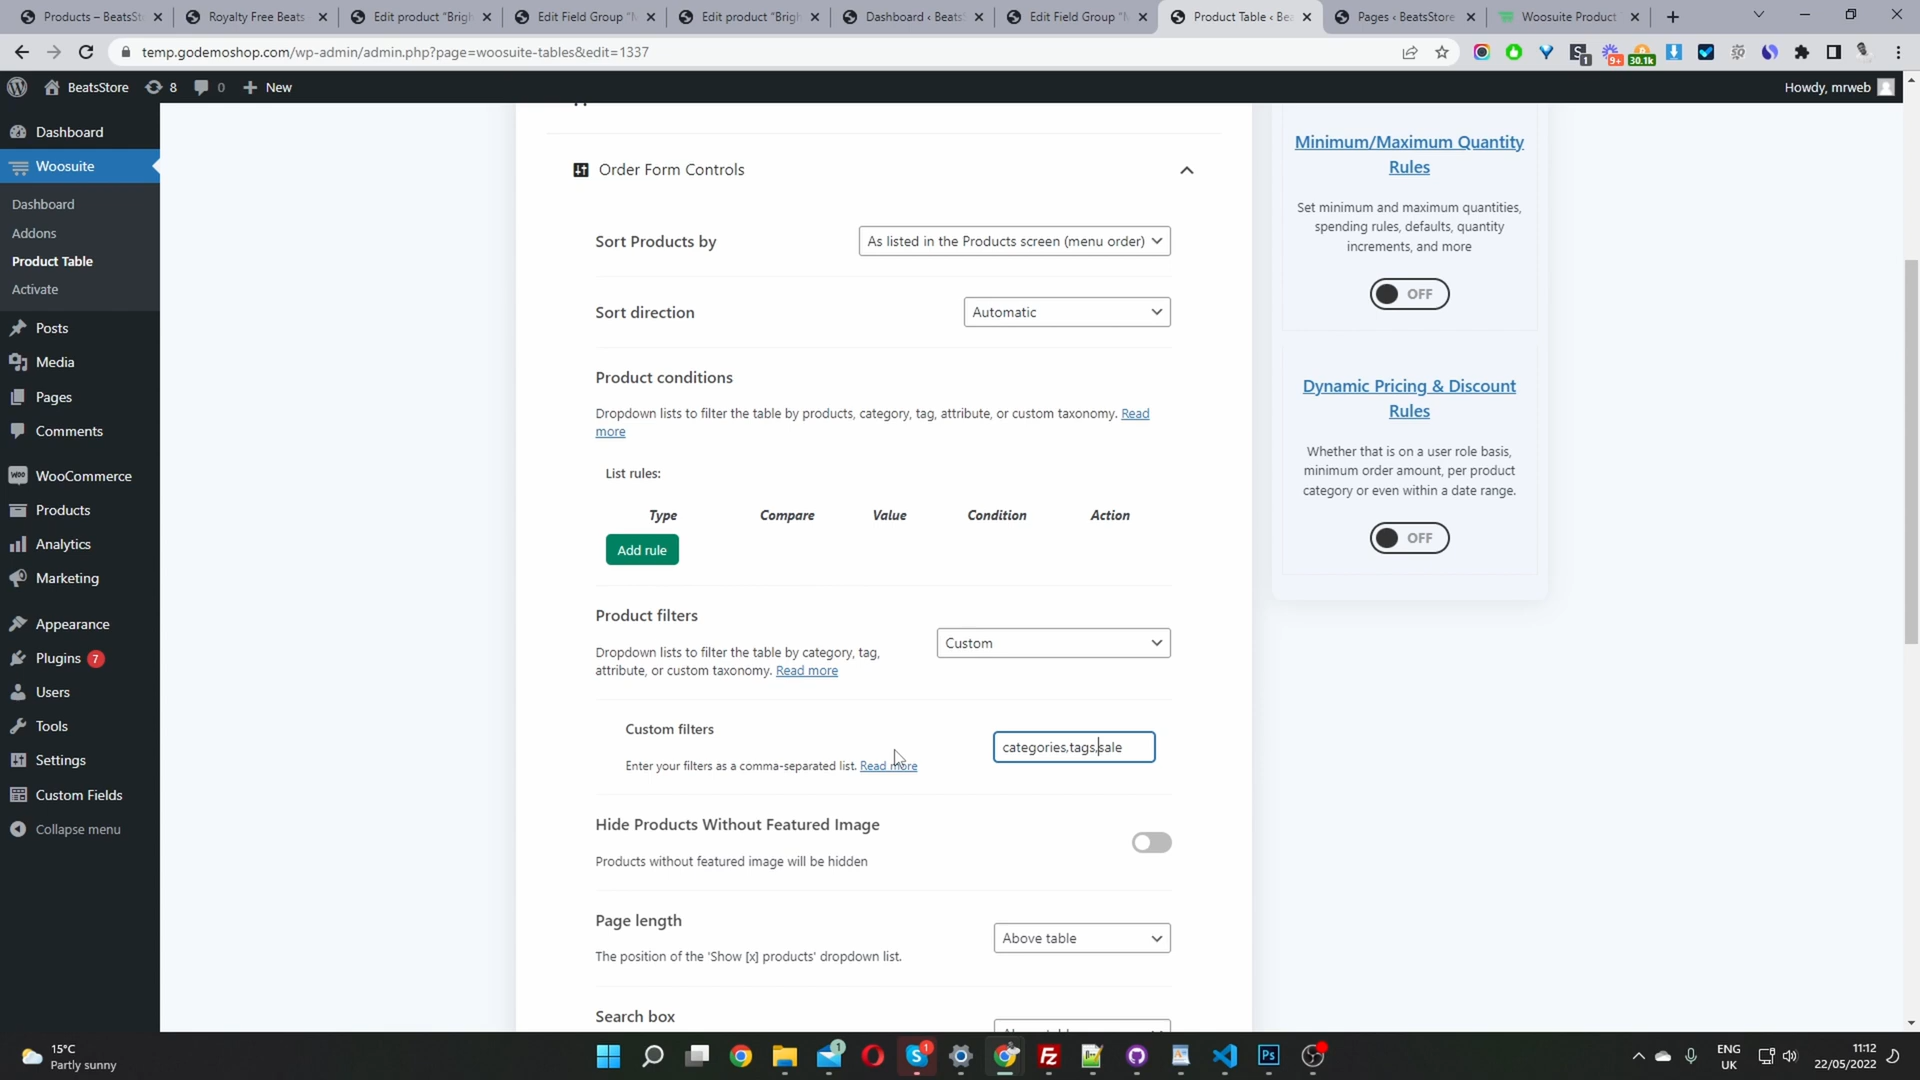 Products – BeatsSt
Royalty Free Beats
Edit product “Brigh
Edit Field Group “
Edit product “Brigh
Dashboard ‹ Beats
Edit Field Group “
Product Table ‹ Bea
Pages ‹ BeatsStore
Woosuite Product
temp.godemoshop.com/wp-admin/admin.php?page=woosuite-tables&edit=1337
1
9+
30.1k
BeatsStore
8
0
New
Howdy, mrweb
Dashboard
Woosuite
Dashboard
Addons
Product Table
Activate
Posts
Media
Pages
Comments
WooCommerce
Products
Analytics
Marketing
Appearance
Plugins 7
Users
Tools
Settings
Custom Fields
Collapse menu
Order Form Controls
Sort Products by
As listed in the Products screen (menu order)
Sort direction
Automatic
Product conditions
Dropdown lists to filter the table by products, category, tag, attribute, or custom taxonomy. Read
more
List rules:
Type Compare Value Condition Action
Add rule
Product filters
Dropdown lists to filter the table by category, tag,
attribute, or custom taxonomy. Read more
Custom
Custom filters
Enter your filters as a comma-separated list. Read more
categories,tags,sale
Hide Products Without Featured Image
Products without featured image will be hidden
Page length
The position of the 'Show [x] products' dropdown list.
Above table
Search box
Minimum/Maximum Quantity
Rules
Set minimum and maximum quantities,
spending rules, defaults, quantity
increments, and more
OFF
Dynamic Pricing & Discount
Rules
Whether that is on a user role basis,
minimum order amount, per product
category or even within a date range.
OFF
15°C
Partly sunny
1
1
Ps
ENG
UK
11:12
22/05/2022